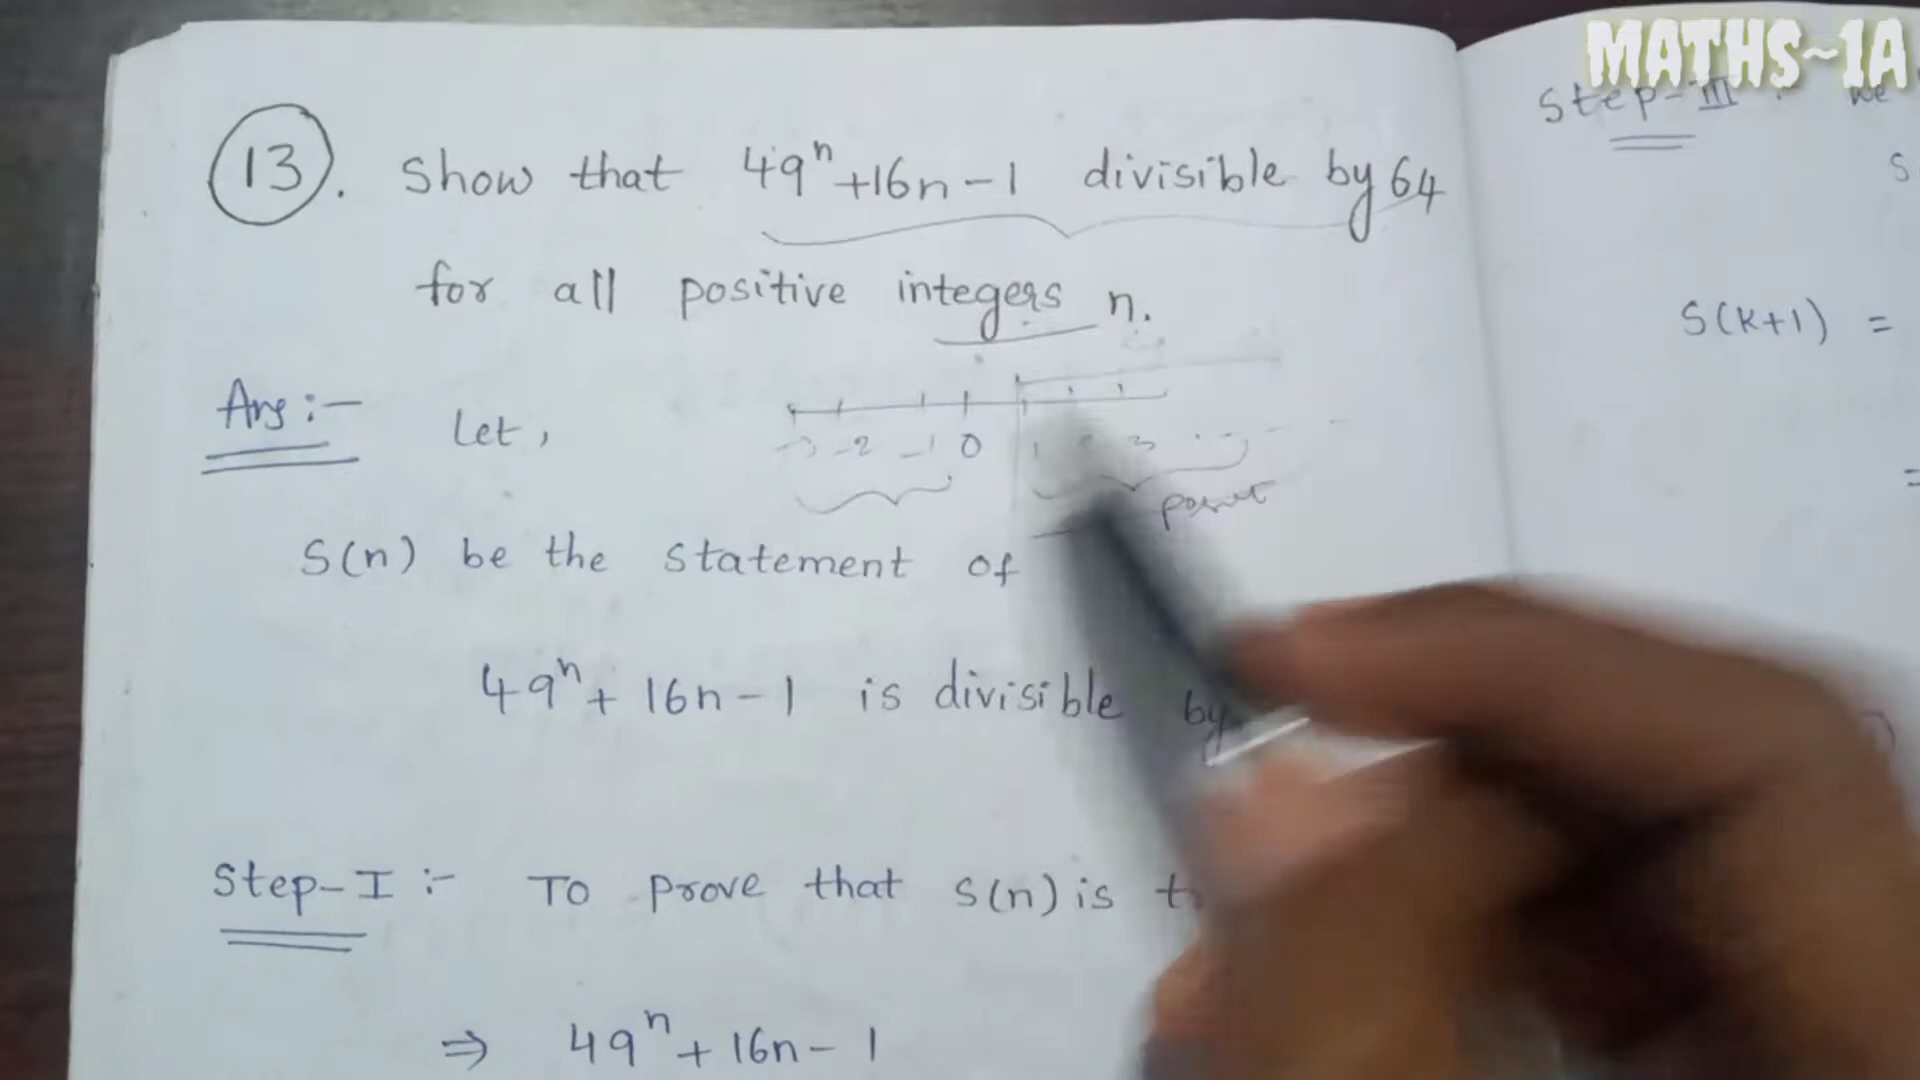 MATHS~1A
13. Show that 49ⁿ+16n-1 divisible by 64
for all positive integers n.
Ans:-
Let,
-2 -1 0 1
S(n) be the statement of
49ⁿ + 16n-1 is divisible by
Step-I :- To prove that S(n) is
⇒ 49ⁿ + 16n - 1
Step-III :
S(k+1) =
=